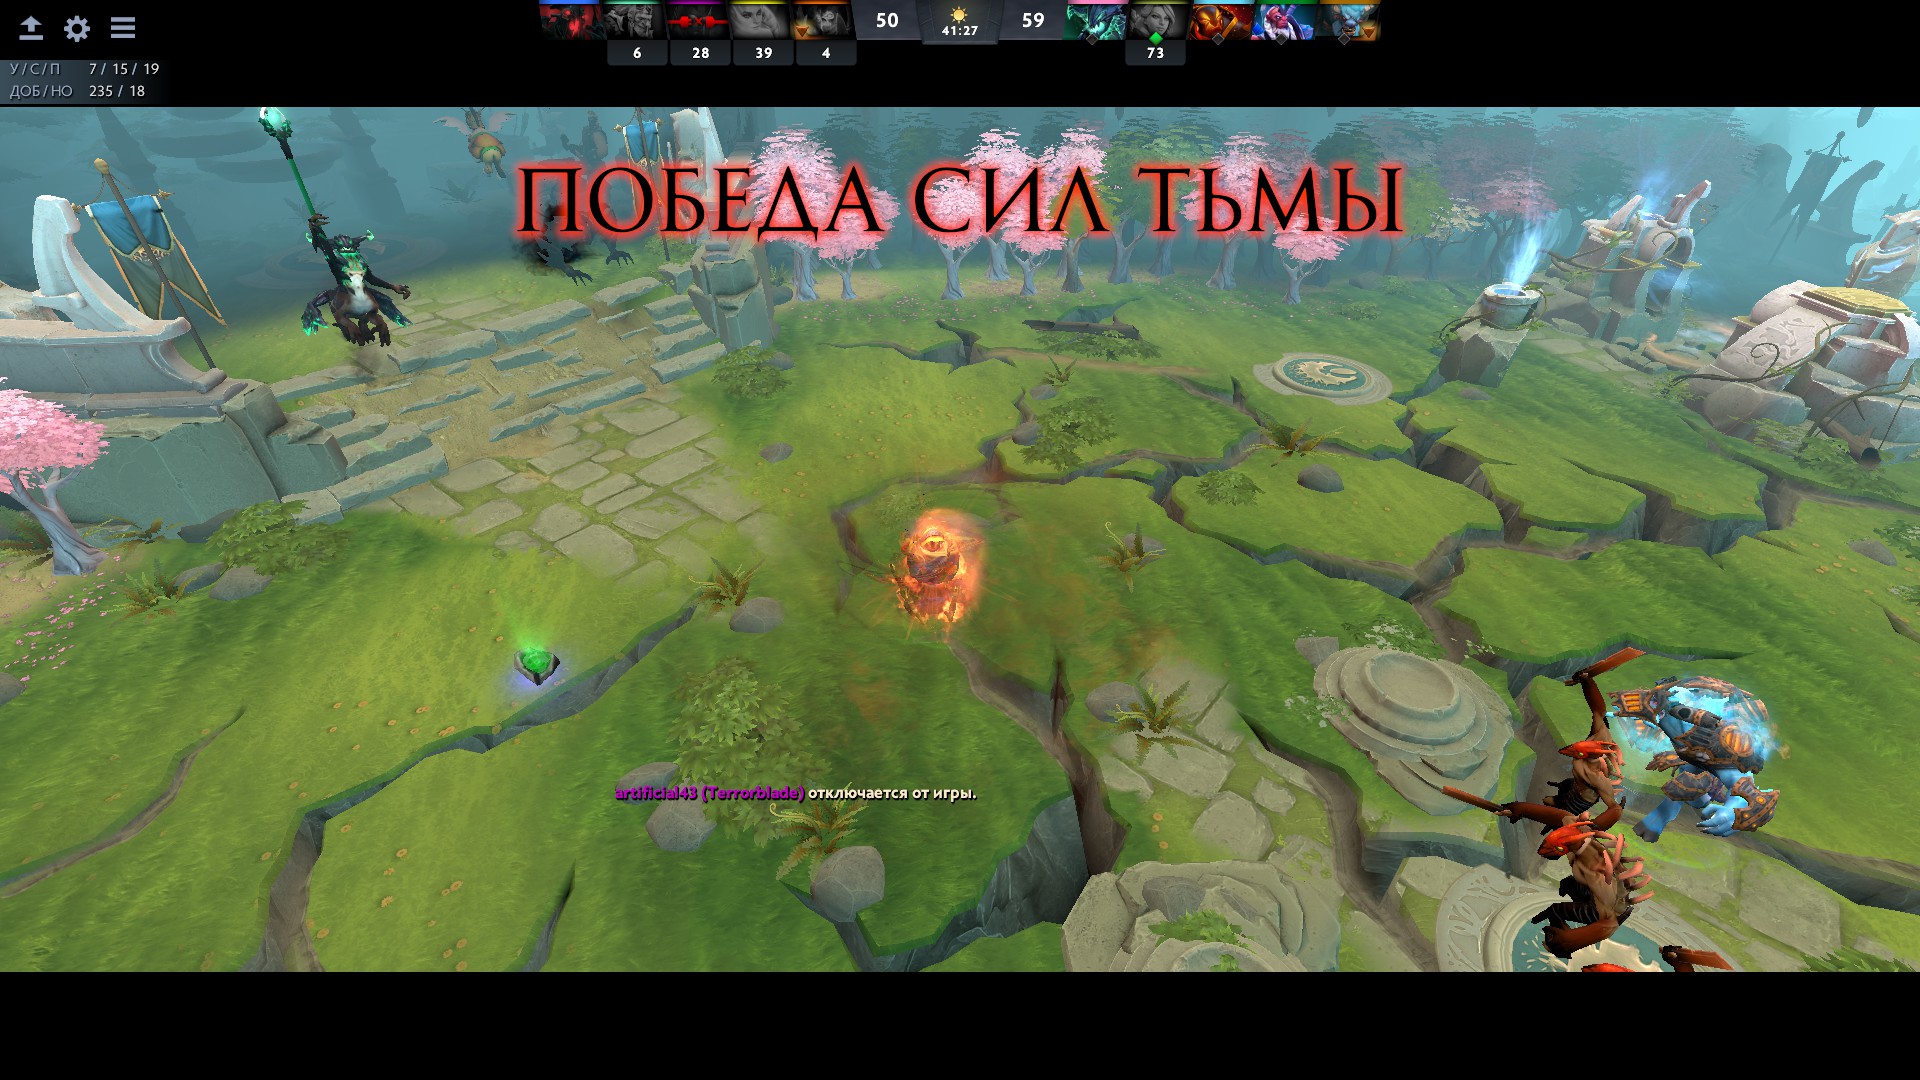 50
41:27
59
6
28
39
4
73
У/С/П 7 / 15 / 19
ДОБ/НО 235 / 18
ПОБЕДА СИЛ ТЬМЫ
artificial43 (Terrorblade) отключается от игры.